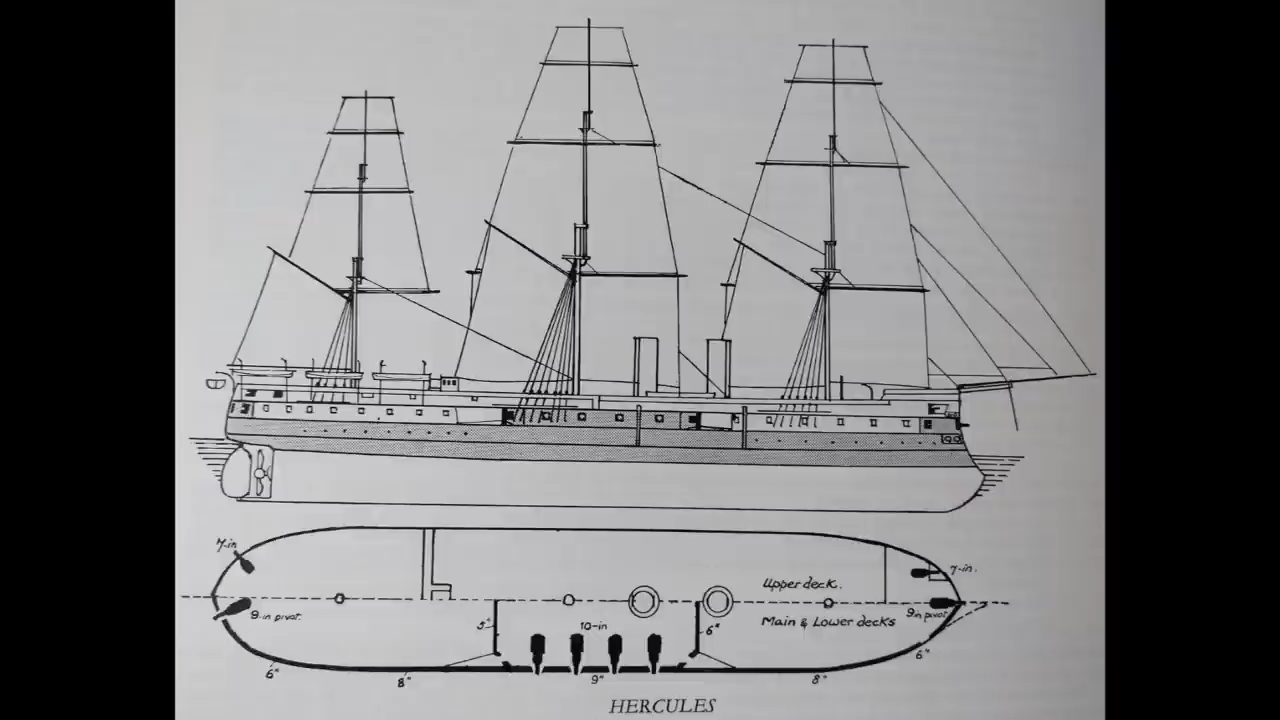 7-in
7-in.
Upper deck.
9-in pivot.
9in pivot
10-in
Main & Lower decks
5"
6"
6"
6"
8"
9"
8"
HERCULES